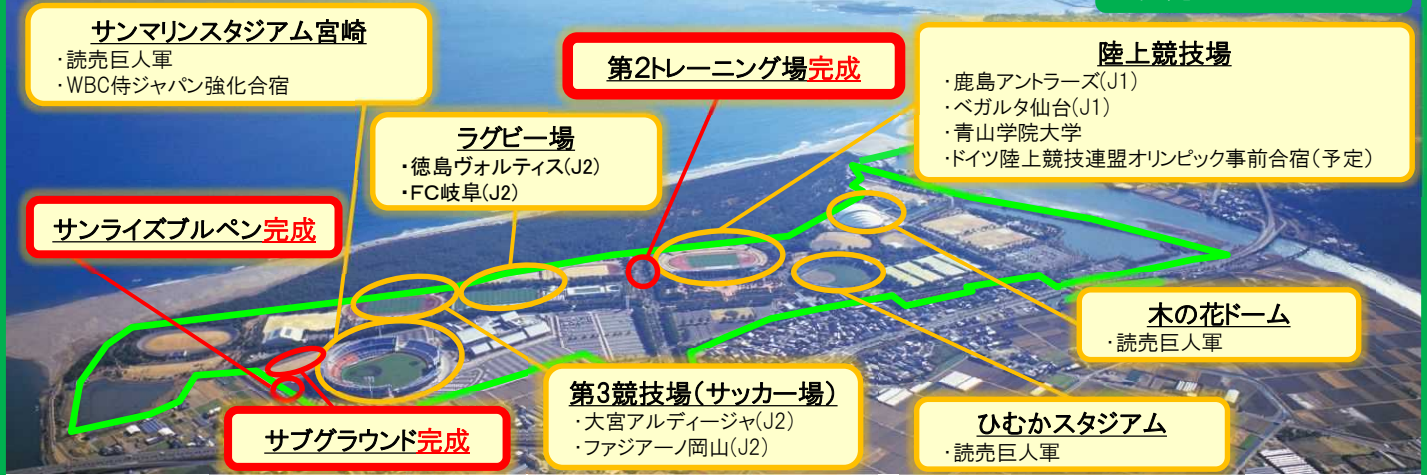 サンマリンスタジアム宮崎
・読売巨人軍
・WBC侍ジャパン強化合宿
第2トレーニング場完成
陸上競技場
・鹿島アントラーズ(J1)
・ベガルタ仙台(J1)
・青山学院大学
・ドイツ陸上競技連盟オリンピック事前合宿(予定)
ラグビー場
・徳島ヴォルティス(J2)
・FC岐阜(J2)
サンライズブルペン完成
木の花ドーム
・読売巨人軍
第3競技場(サッカー場)
・大宮アルディージャ(J2)
・ファジアーノ岡山(J2)
サブグラウンド完成
ひむかスタジアム
・読売巨人軍